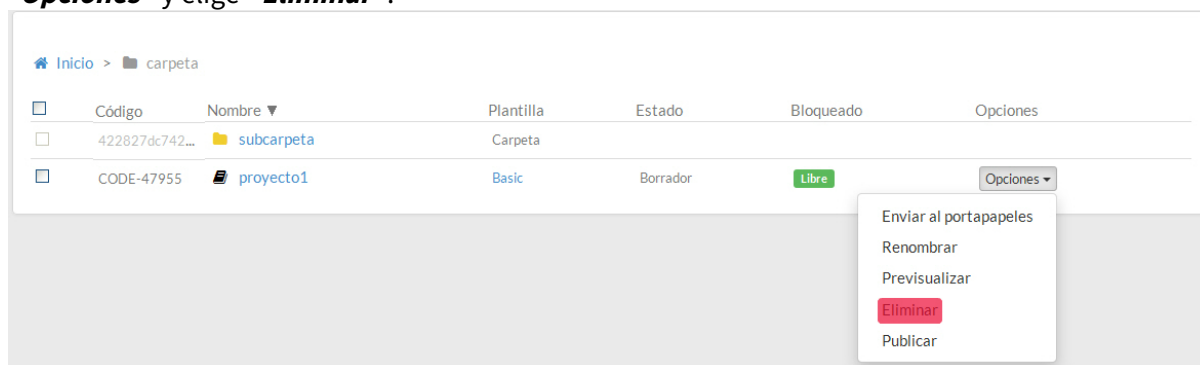 "Opciones" y elige "Eliminar".
Inicio > carpeta
Código Nombre ▼ Plantilla Estado Bloqueado Opciones
422827dc742... subcarpeta Carpeta
CODE-47955 proyecto1 Basic Borrador Libre Opciones
Enviar al portapapeles
Renombrar
Previsualizar
Eliminar
Publicar